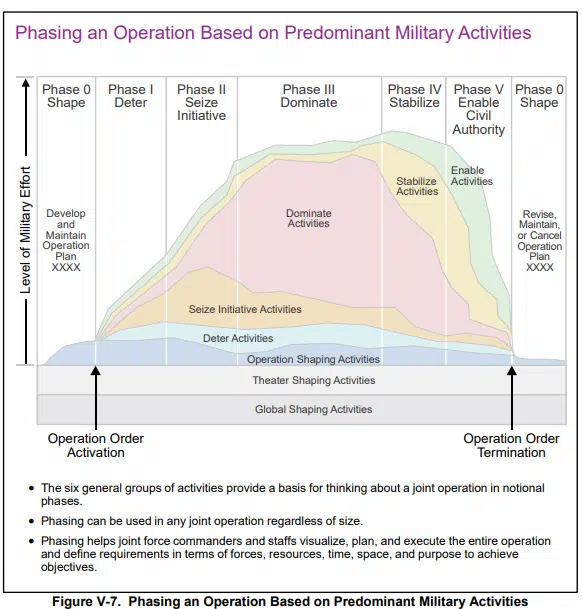 Phasing an Operation Based on Predominant Military Activities
Phase 0
Shape
Phase I
Deter
Phase II
Seize
Initiative
Phase III
Dominate
Phase IV
Stabilize
Phase V
Enable
Civil
Authority
Phase 0
Shape
Level of Military Effort
Develop
and
Maintain
Operation
Plan
XXXX
Enable
Activities
Stabilize
Activities
Dominate
Activities
Revise,
Maintain,
or Cancel
Operation
Plan
XXXX
Seize Initiative Activities
Deter Activities
Operation Shaping Activities
Theater Shaping Activities
Global Shaping Activities
Operation Order
Activation
Operation Order
Termination
• The six general groups of activities provide a basis for thinking about a joint operation in notional
phases.
• Phasing can be used in any joint operation regardless of size.
• Phasing helps joint force commanders and staffs visualize, plan, and execute the entire operation
and define requirements in terms of forces, resources, time, space, and purpose to achieve
objectives.
Figure V-7. Phasing an Operation Based on Predominant Military Activities